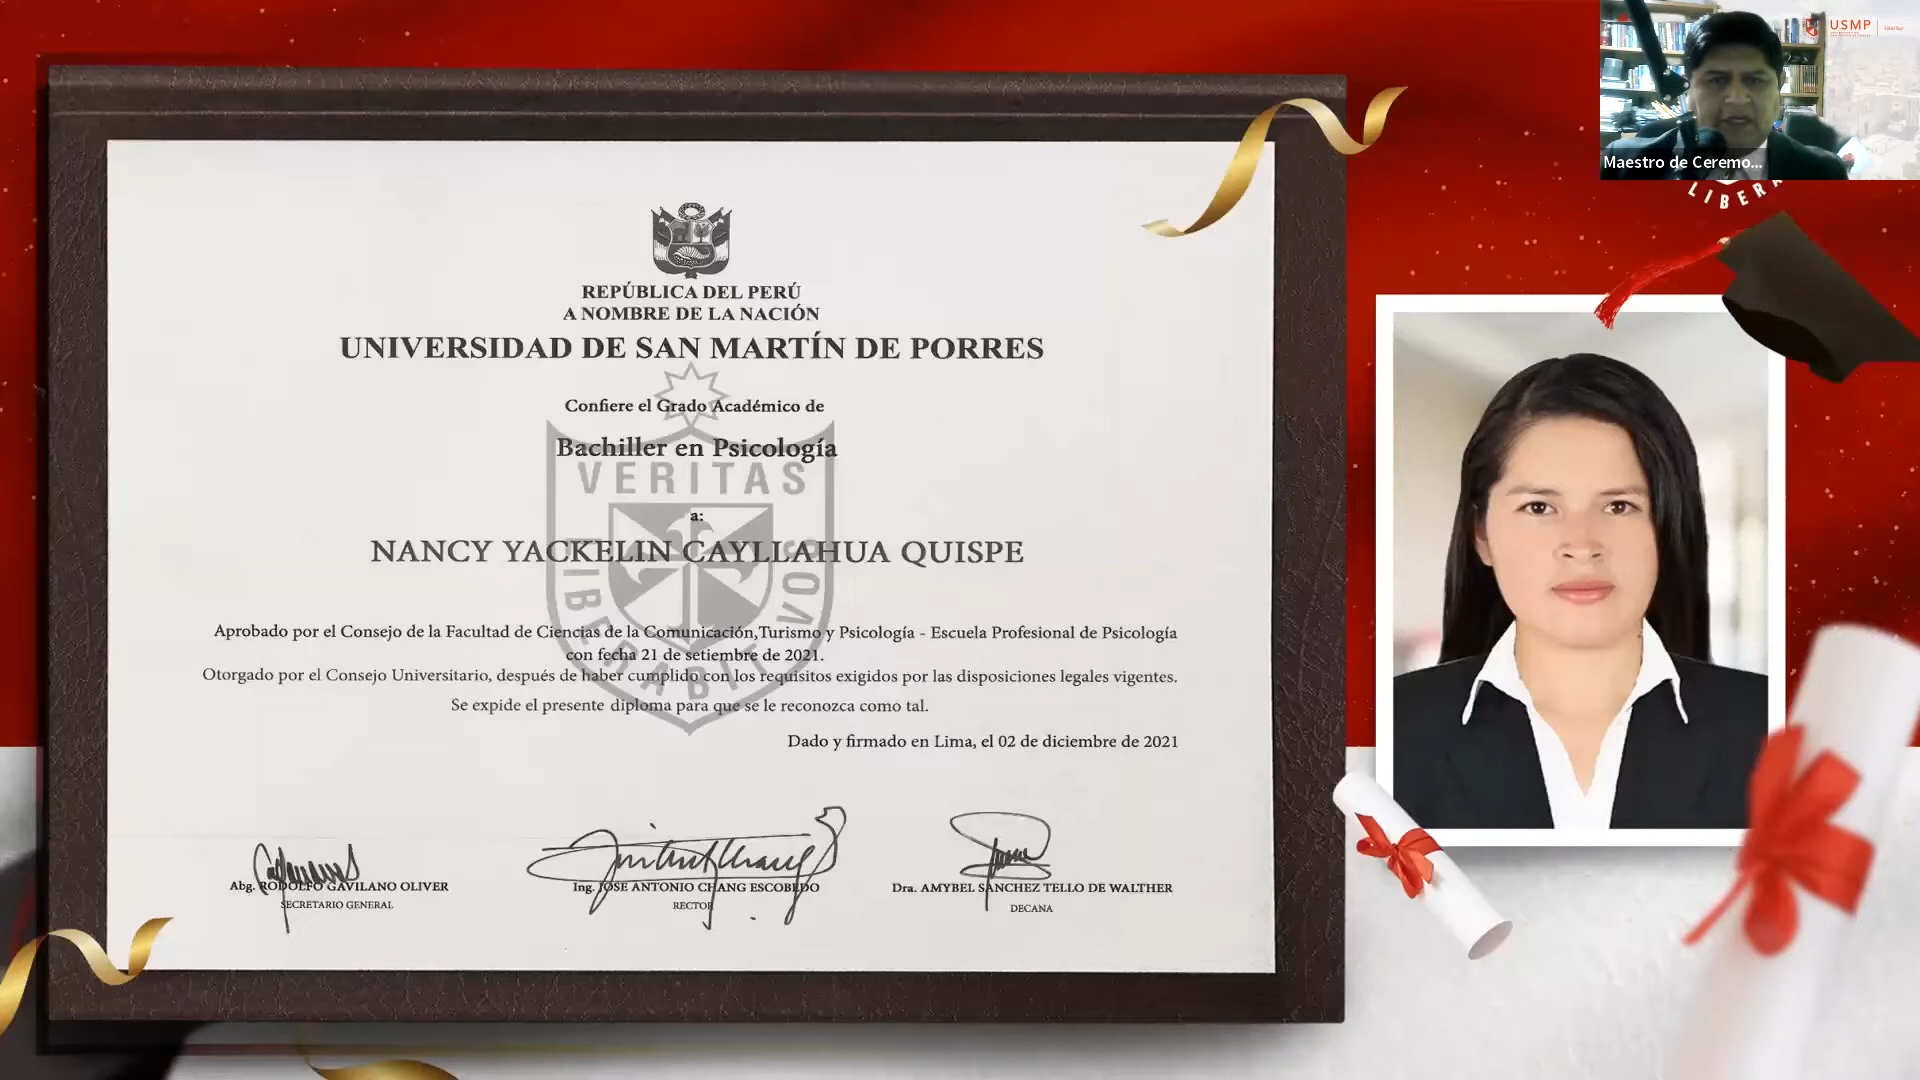 REPÚBLICA DEL PERÚ
A NOMBRE DE LA NACIÓN
UNIVERSIDAD DE SAN MARTÍN DE PORRES
Confiere el Grado Académico de
Bachiller en Psicología
VERITAS
a:
NANCY YACKELIN CAYLLAHUA QUISPE
LIBERABIT VOS
Aprobado por el Consejo de la Facultad de Ciencias de la Comunicación,Turismo y Psicología - Escuela Profesional de Psicología
con fecha 21 de setiembre de 2021.
Otorgado por el Consejo Universitario, después de haber cumplido con los requisitos exigidos por las disposiciones legales vigentes.
Se expide el presente diploma para que se le reconozca como tal.
Dado y firmado en Lima, el 02 de diciembre de 2021
Abg. RODOLFO GAVILANO OLIVER
SECRETARIO GENERAL
Ing. JOSE ANTONIO CHANG ESCOBEDO
RECTOR
Dra. AMYBEL SÁNCHEZ TELLO DE WALTHER
DECANA
USMP
Maestro de Ceremo...
LIBERA